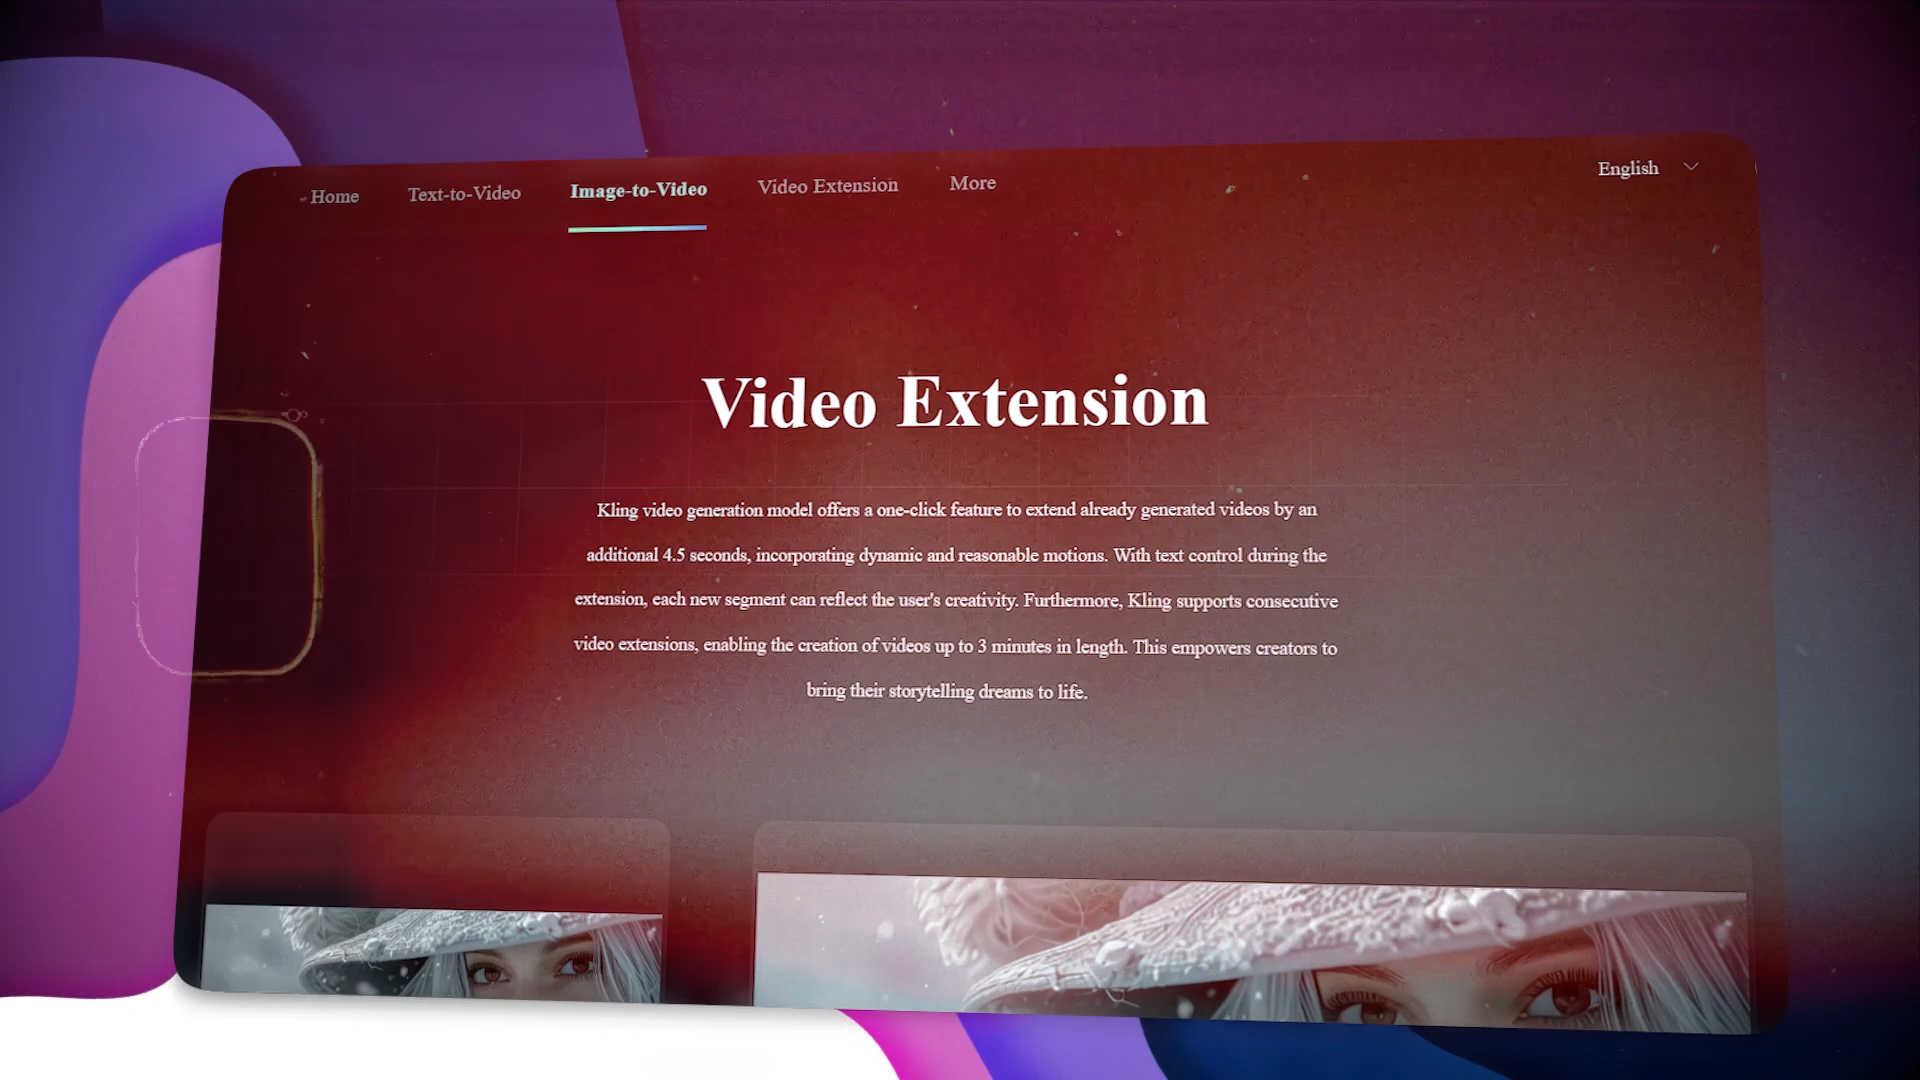 Home Text-to-Video Image-to-Video Video Extension More English
Video Extension
Kling video generation model offers a one-click feature to extend already generated videos by an
additional 4.5 seconds, incorporating dynamic and reasonable motions. With text control during the
extension, each new segment can reflect the user's creativity. Furthermore, Kling supports consecutive
video extensions, enabling the creation of videos up to 3 minutes in length. This empowers creators to
bring their storytelling dreams to life.